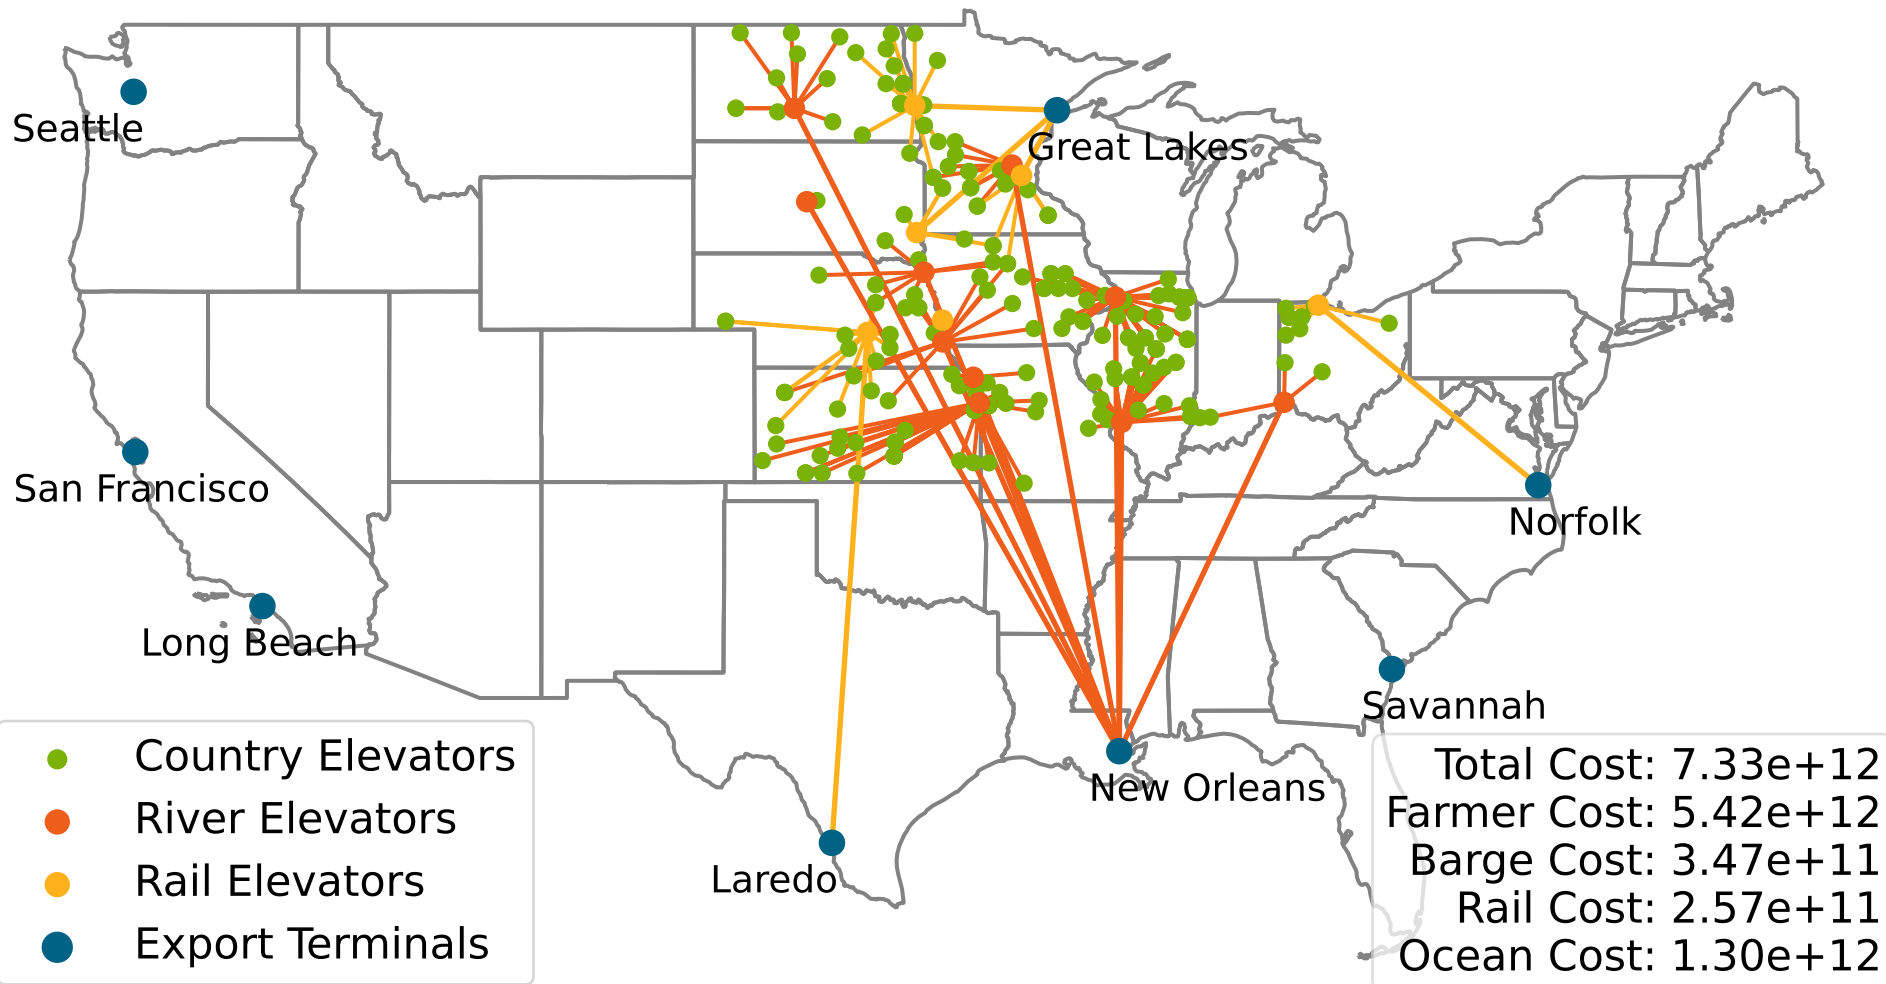 Seattle
Great Lakes
San Francisco
Norfolk
Long Beach
Savannah
New Orleans
Laredo
Country Elevators
River Elevators
Rail Elevators
Export Terminals
Total Cost: 7.33e+12
Farmer Cost: 5.42e+12
Barge Cost: 3.47e+11
Rail Cost: 2.57e+11
Ocean Cost: 1.30e+12